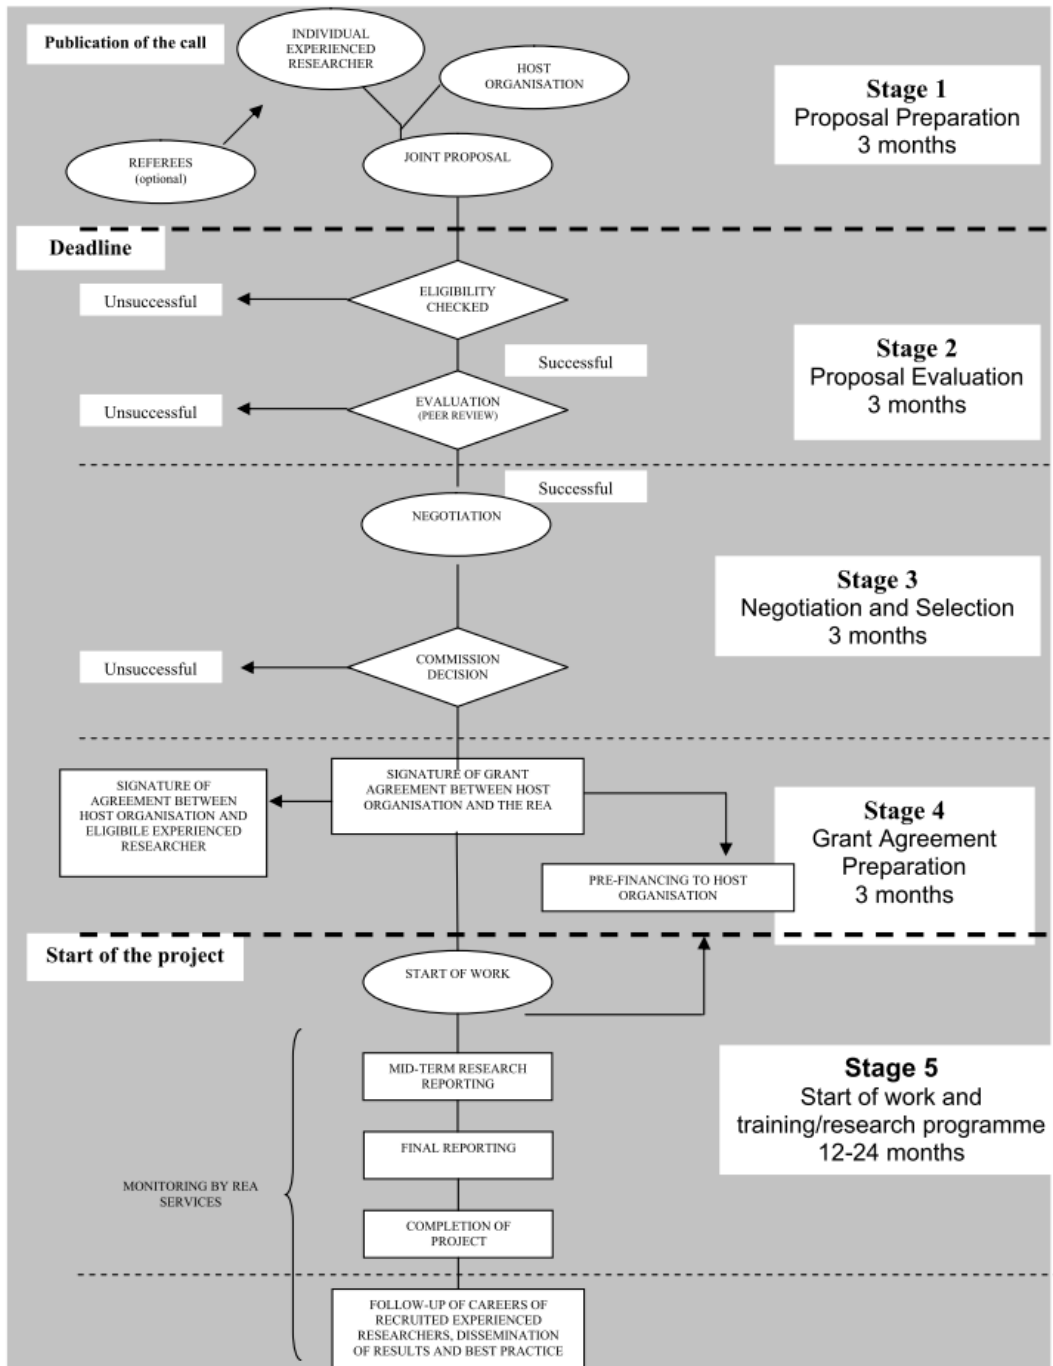 Publication of the call
INDIVIDUAL
EXPERIENCED
RESEARCHER
HOST
ORGANISATION
REFEREES
(optional)
JOINT PROPOSAL
Stage 1
Proposal Preparation
3 months
Deadline
ELIGIBILITY
CHECKED
Unsuccessful
Successful
EVALUATION
(PEER REVIEW)
Unsuccessful
Stage 2
Proposal Evaluation
3 months
Successful
NEGOTIATION
Stage 3
Negotiation and Selection
3 months
COMMISSION
DECISION
Unsuccessful
SIGNATURE OF
AGREEMENT BETWEEN
HOST ORGANISATION AND
ELIGIBILE EXPERIENCED
RESEARCHER
SIGNATURE OF GRANT
AGREEMENT BETWEEN HOST
ORGANISATION AND THE REA
PRE-FINANCING TO HOST
ORGANISATION
Stage 4
Grant Agreement
Preparation
3 months
Start of the project
START OF WORK
MID-TERM RESEARCH
REPORTING
FINAL REPORTING
COMPLETION OF
PROJECT
MONITORING BY REA
SERVICES
Stage 5
Start of work and
training/research programme
12-24 months
FOLLOW-UP OF CAREERS OF
RECRUITED EXPERIENCED
RESEARCHERS, DISSEMINATION
OF RESULTS AND BEST PRACTICE